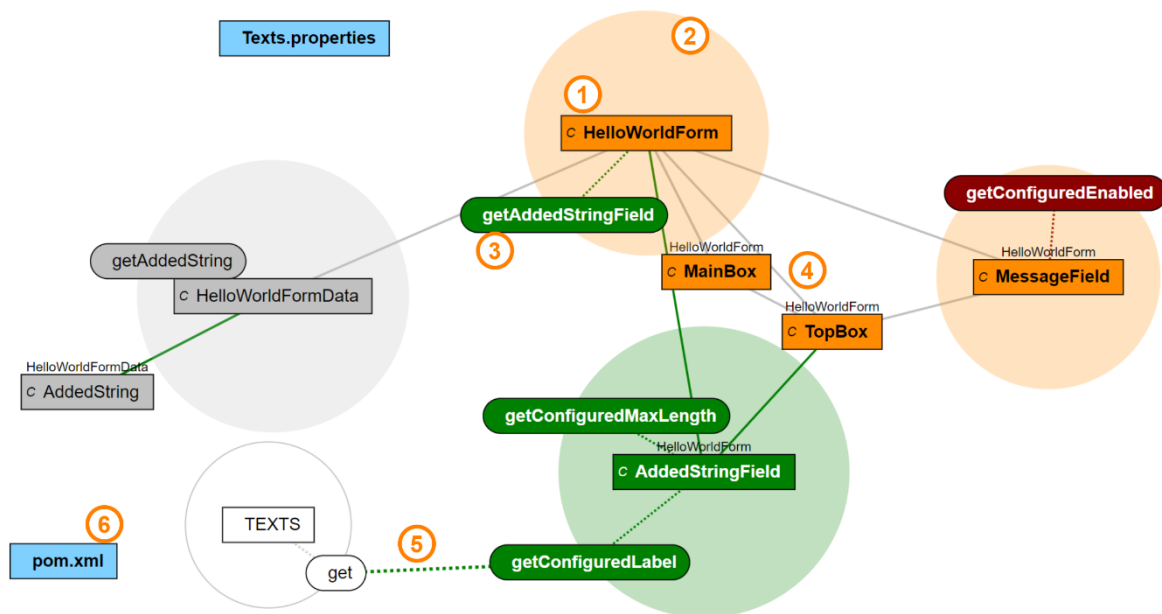 Texts.properties
2
1
C HelloWorldForm
getConfiguredEnabled
getAddedStringField
3
HelloWorldForm
C MainBox
4
HelloWorldForm
C MessageField
getAddedString
C HelloWorldFormData
HelloWorldForm
C TopBox
HelloWorldFormData
C AddedString
getConfiguredMaxLength
HelloWorldForm
C AddedStringField
TEXTS
6
pom.xml
5
get
getConfiguredLabel